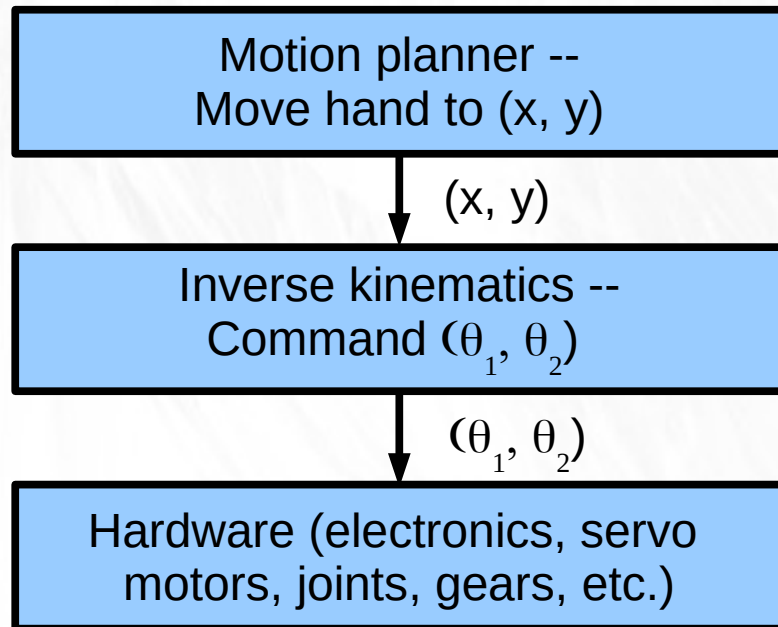 Motion planner --
Move hand to (x, y)
(x, y)
Inverse kinematics --
Command (θ₁, θ₂)
(θ₁, θ₂)
Hardware (electronics, servo
motors, joints, gears, etc.)